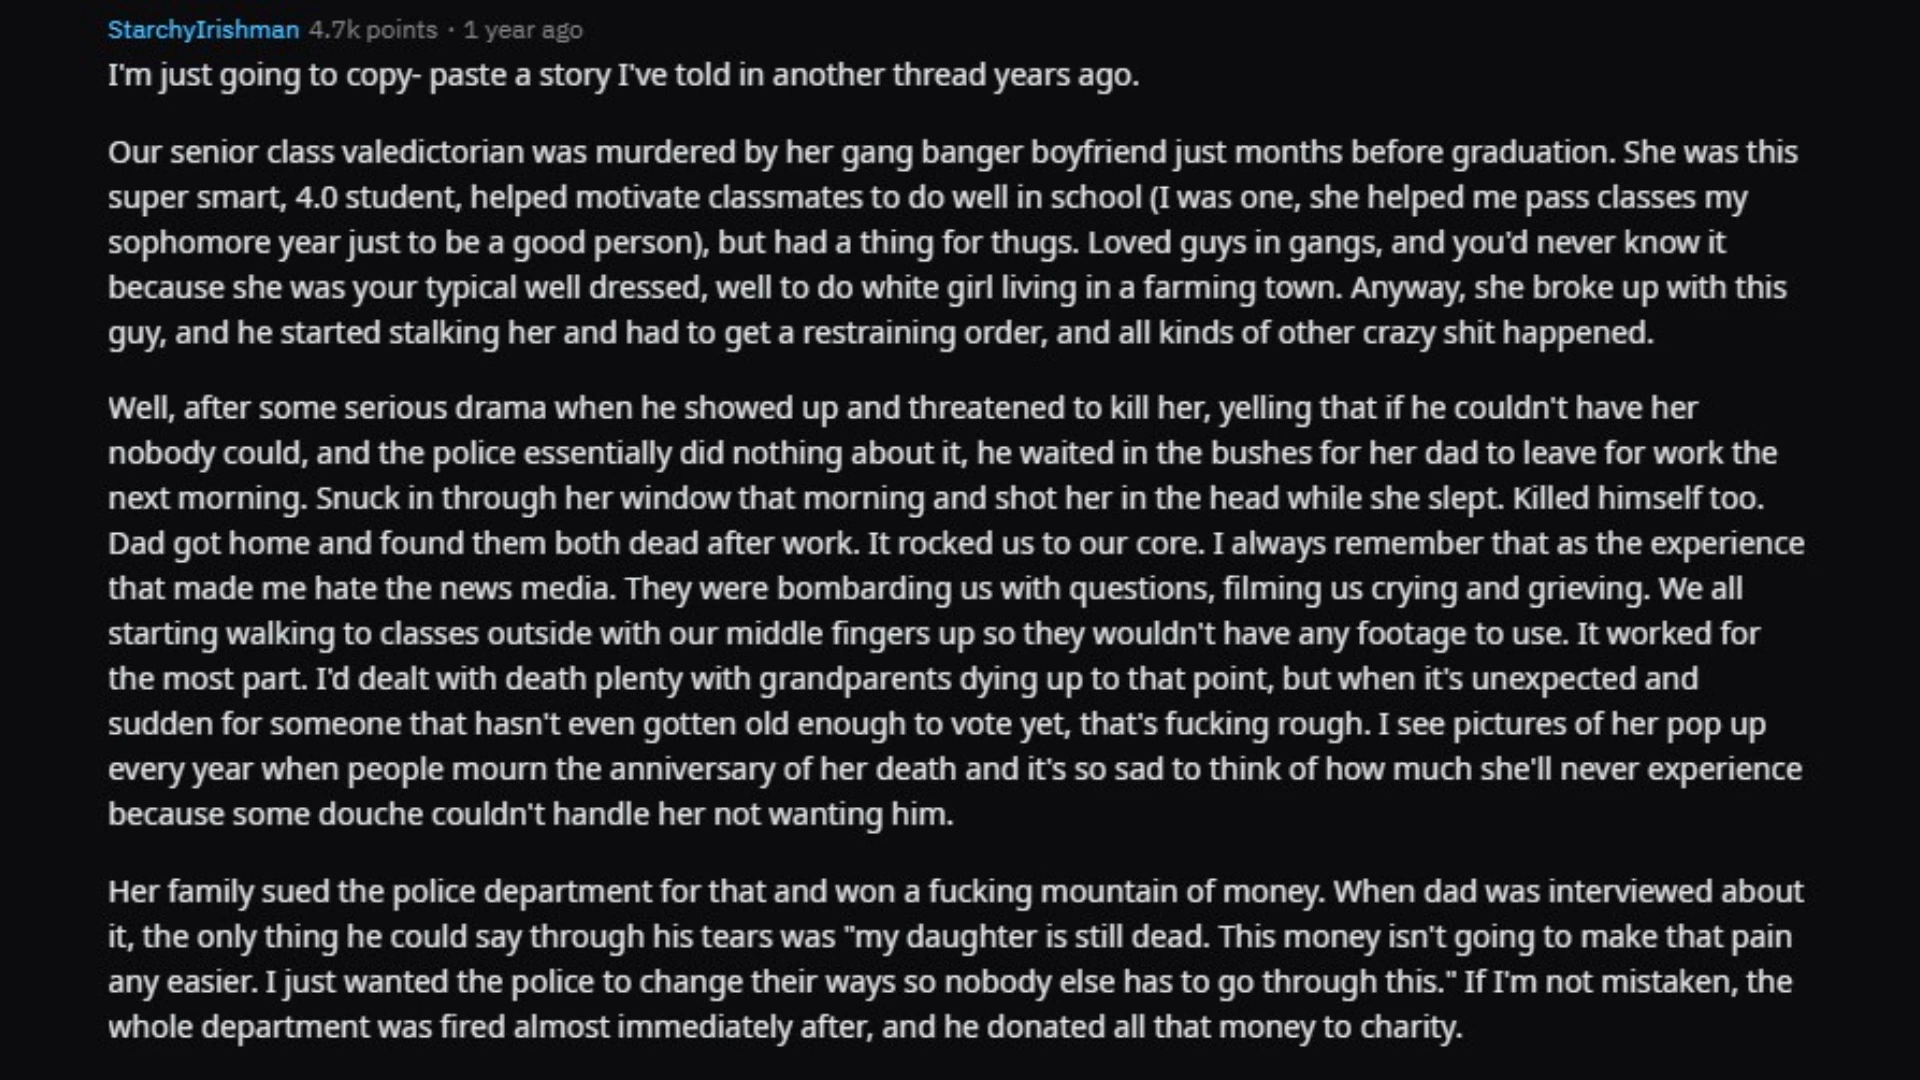 StarchyIrishman 4.7k points · 1 year ago
I'm just going to copy- paste a story I've told in another thread years ago.
Our senior class valedictorian was murdered by her gang banger boyfriend just months before graduation. She was this
super smart, 4.0 student, helped motivate classmates to do well in school (I was one, she helped me pass classes my
sophomore year just to be a good person), but had a thing for thugs. Loved guys in gangs, and you'd never know it
because she was your typical well dressed, well to do white girl living in a farming town. Anyway, she broke up with this
guy, and he started stalking her and had to get a restraining order, and all kinds of other crazy shit happened.
Well, after some serious drama when he showed up and threatened to kill her, yelling that if he couldn't have her
nobody could, and the police essentially did nothing about it, he waited in the bushes for her dad to leave for work the
next morning. Snuck in through her window that morning and shot her in the head while she slept. Killed himself too.
Dad got home and found them both dead after work. It rocked us to our core. I always remember that as the experience
that made me hate the news media. They were bombarding us with questions, filming us crying and grieving. We all
starting walking to classes outside with our middle fingers up so they wouldn't have any footage to use. It worked for
the most part. I'd dealt with death plenty with grandparents dying up to that point, but when it's unexpected and
sudden for someone that hasn't even gotten old enough to vote yet, that's fucking rough. I see pictures of her pop up
every year when people mourn the anniversary of her death and it's so sad to think of how much she'll never experience
because some douche couldn't handle her not wanting him.
Her family sued the police department for that and won a fucking mountain of money. When dad was interviewed about
it, the only thing he could say through his tears was "my daughter is still dead. This money isn't going to make that pain
any easier. I just wanted the police to change their ways so nobody else has to go through this." If I'm not mistaken, the
whole department was fired almost immediately after, and he donated all that money to charity.